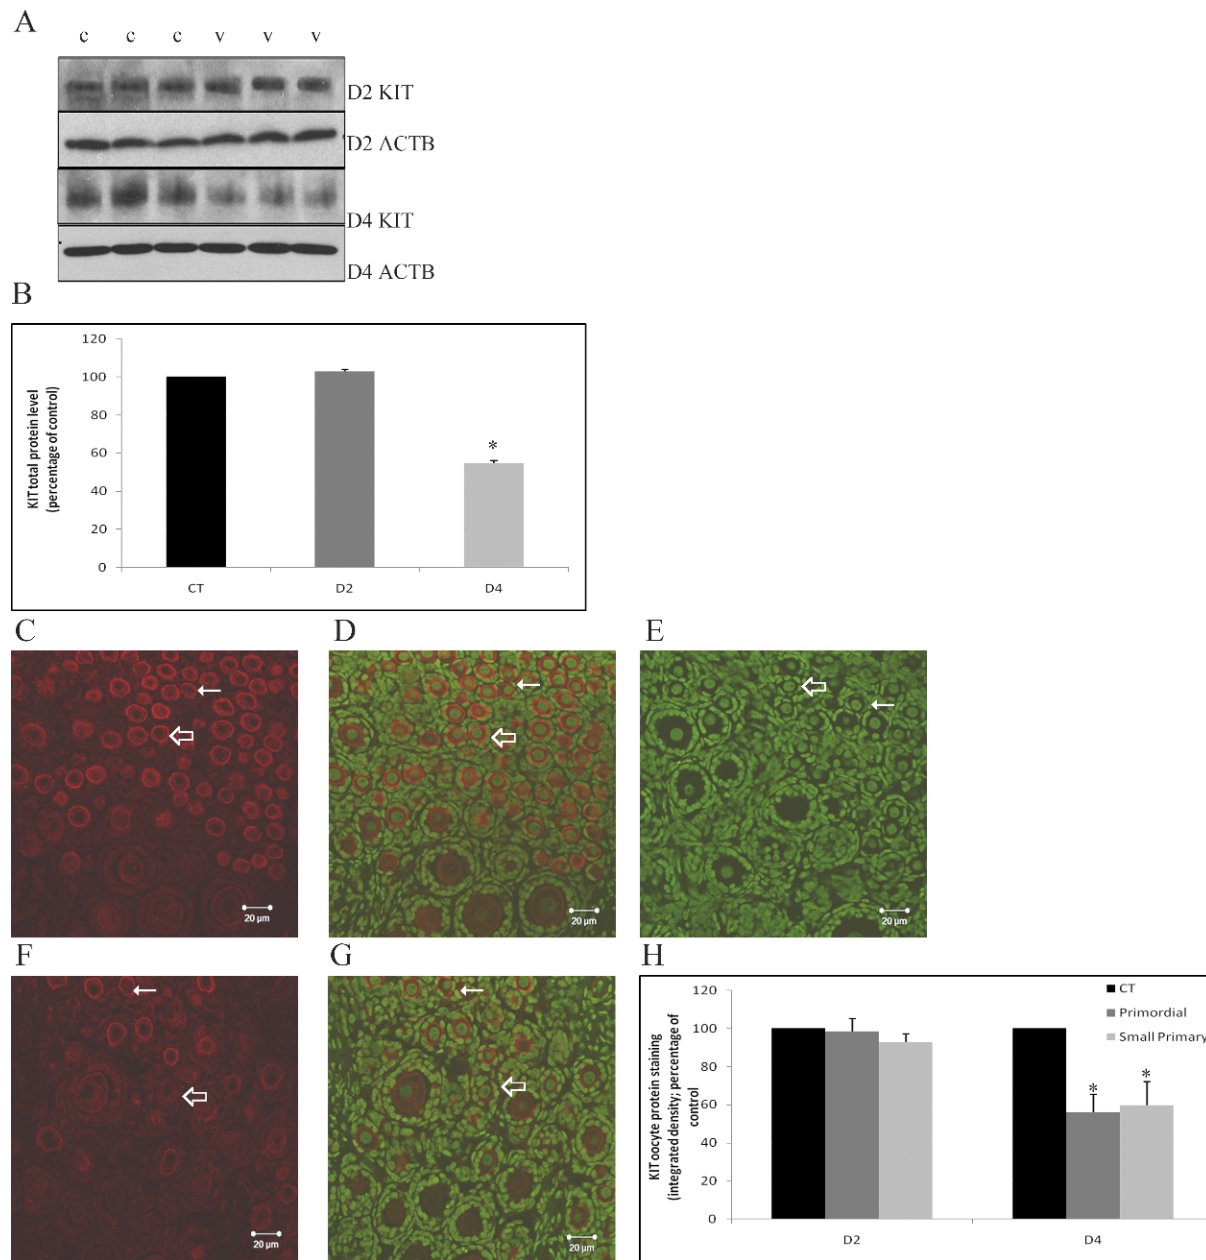 A
c c c v v v
D2 KIT
D2 ACTB
D4 KIT
D4 ACTB
B
120
100
80
60
40
20
0
KIT total protein level
(percentage of control)
*
CT D2 D4
C D E
20 µm
20 µm
20 µm
F G H
20 µm
20 µm
120
100
80
60
40
20
0
KIT oocyte protein staining
(integrated density; percentage of
control
CT
Primordial
Small Primary
* *
D2 D4